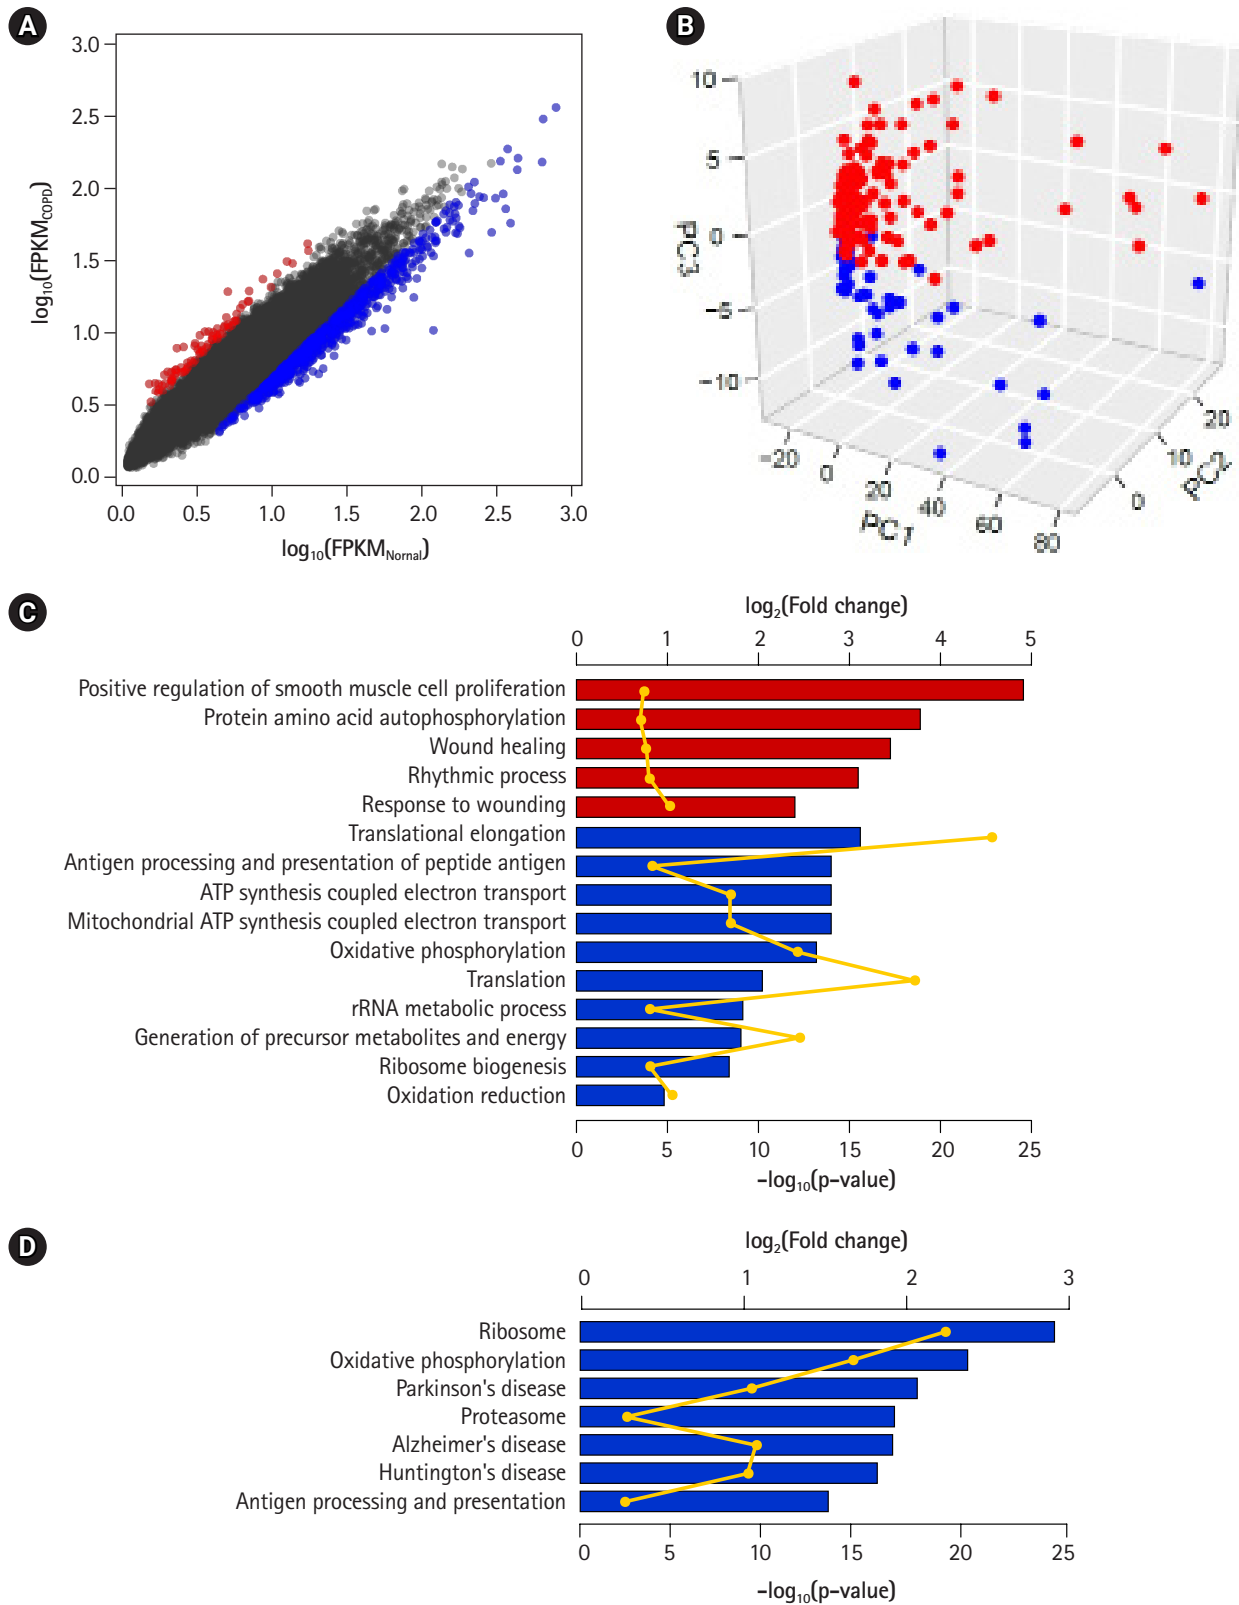 A
3.0
2.5
2.0
1.5
1.0
0.5
0.0
log10(FPKMCOPD)
0.0 0.5 1.0 1.5 2.0 2.5 3.0
log10(FPKMNornal)
B
10
5
0
-5
-10
PC3
-20 0 20 40 60 80
PC1
0 10 20
PC2
C
log2(Fold change)
0 1 2 3 4 5
Positive regulation of smooth muscle cell proliferation
Protein amino acid autophosphorylation
Wound healing
Rhythmic process
Response to wounding
Translational elongation
Antigen processing and presentation of peptide antigen
ATP synthesis coupled electron transport
Mitochondrial ATP synthesis coupled electron transport
Oxidative phosphorylation
Translation
rRNA metabolic process
Generation of precursor metabolites and energy
Ribosome biogenesis
Oxidation reduction
0 5 10 15 20 25
-log10(p-value)
D
log2(Fold change)
0 1 2 3
Ribosome
Oxidative phosphorylation
Parkinson's disease
Proteasome
Alzheimer's disease
Huntington's disease
Antigen processing and presentation
0 5 10 15 20 25
-log10(p-value)